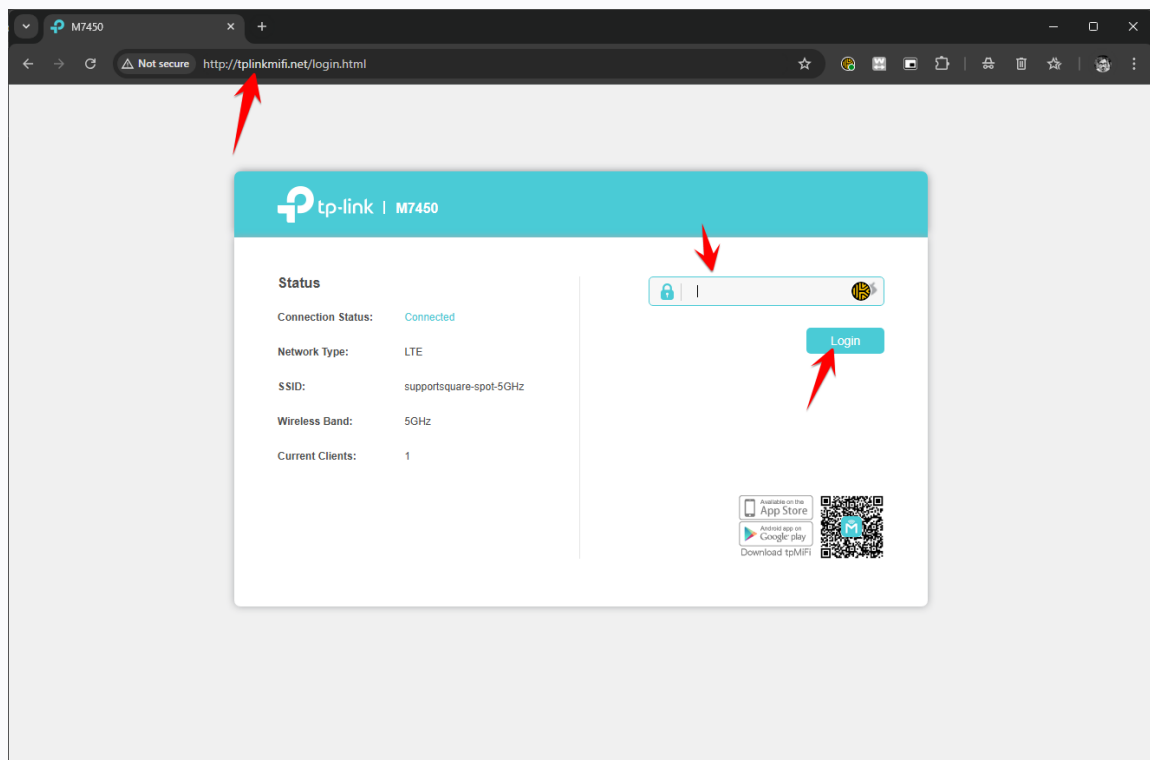 M7450
Not secure http://tplinkmifi.net/login.html
tp-link | M7450
Status
Connection Status: Connected
Network Type: LTE
SSID: supportsquare-spot-5GHz
Wireless Band: 5GHz
Current Clients: 1
Login
Available on the
App Store
Android app on
Google play
Download tpMiFi